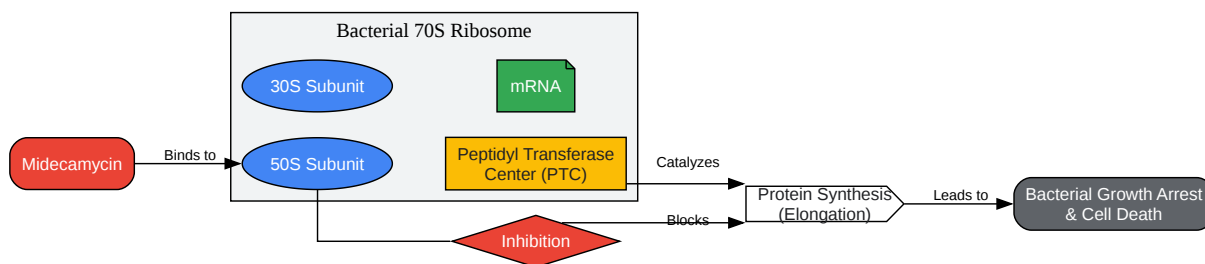 Bacterial 70S Ribosome
30S Subunit
mRNA
Midecamycin
Binds to
50S Subunit
Peptidyl Transferase
Center (PTC)
Catalyzes
Protein Synthesis
(Elongation)
Leads to
Bacterial Growth Arrest
& Cell Death
Inhibition
Blocks